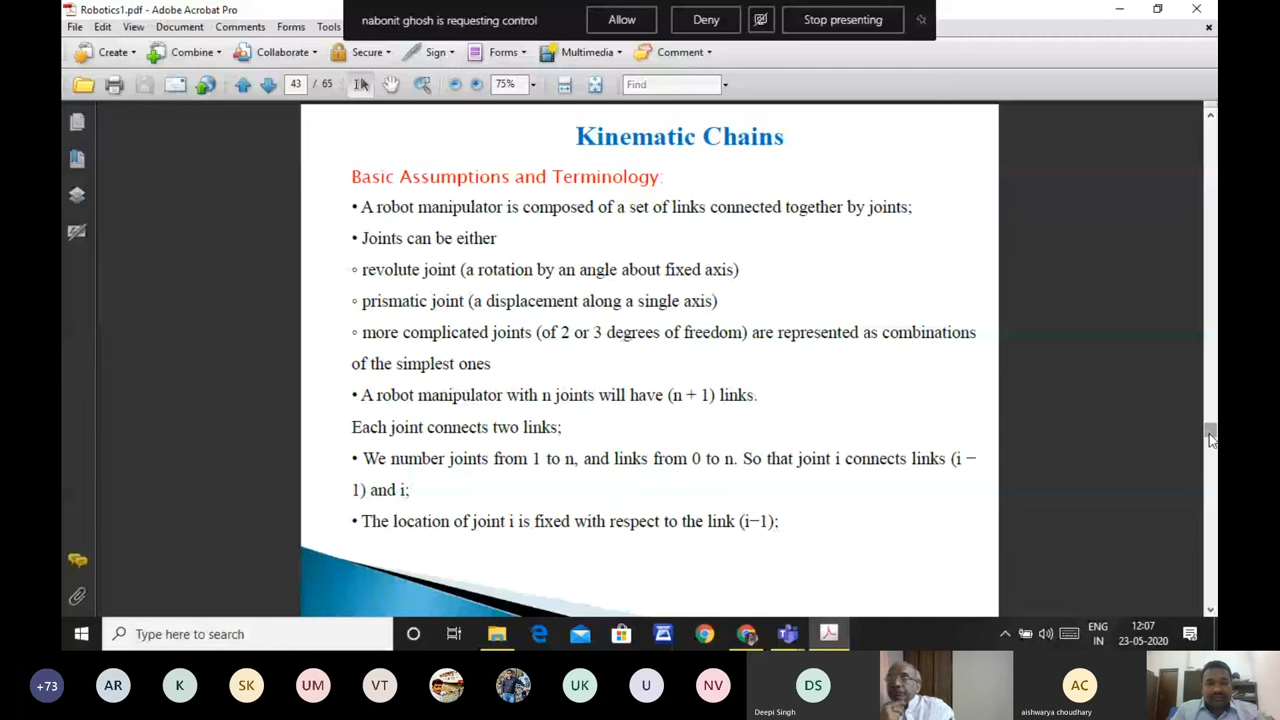 Robotics1.pdf - Adobe Acrobat Pro
nabonit ghosh is requesting control
Allow
Deny
Stop presenting
File Edit View Document Comments Forms Tools
Create Combine Collaborate Secure Sign Forms Multimedia Comment
43 / 65 75% Find
Kinematic Chains
Basic Assumptions and Terminology:
• A robot manipulator is composed of a set of links connected together by joints;
• Joints can be either
◦ revolute joint (a rotation by an angle about fixed axis)
◦ prismatic joint (a displacement along a single axis)
◦ more complicated joints (of 2 or 3 degrees of freedom) are represented as combinations
of the simplest ones
• A robot manipulator with n joints will have (n + 1) links.
Each joint connects two links;
• We number joints from 1 to n, and links from 0 to n. So that joint i connects links (i −
1) and i;
• The location of joint i is fixed with respect to the link (i−1);
Type here to search
ENG
IN
12:07
23-05-2020
+73 AR K SK UM VT UK U NV DS AC
Deepi Singh
aishwarya choudhary